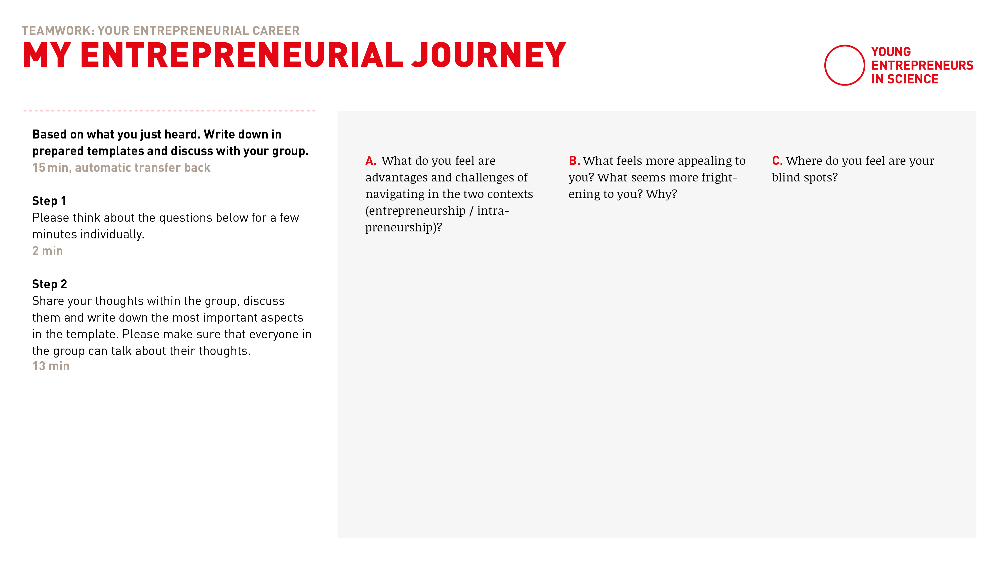 TEAMWORK: YOUR ENTREPRENEURIAL CAREER
MY ENTREPRENEURIAL JOURNEY
YOUNG
ENTREPRENEURS
IN SCIENCE
Based on what you just heard. Write down in
prepared templates and discuss with your group.
15 min, automatic transfer back
Step 1
Please think about the questions below for a few
minutes individually.
2 min
Step 2
Share your thoughts within the group, discuss
them and write down the most important aspects
in the template. Please make sure that everyone in
the group can talk about their thoughts.
13 min
A. What do you feel are
advantages and challenges of
navigating in the two contexts
(entrepreneurship / intra-
preneurship)?
B. What feels more appealing to
you? What seems more fright-
ening to you? Why?
C. Where do you feel are your
blind spots?